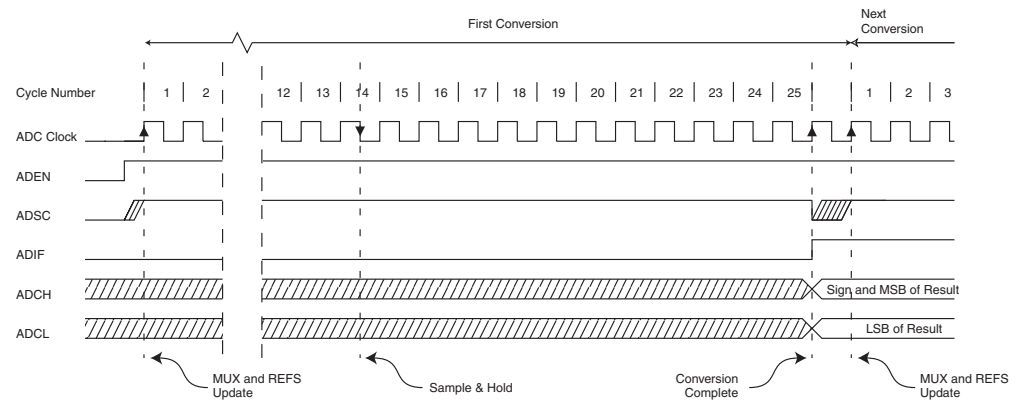 First Conversion
Next
Conversion
Cycle Number
1 2 12 13 14 15 16 17 18 19 20 21 22 23 24 25 1 2 3
ADC Clock
ADEN
ADSC
ADIF
ADCH
Sign and MSB of Result
ADCL
LSB of Result
MUX and REFS
Update
Sample & Hold
Conversion
Complete
MUX and REFS
Update